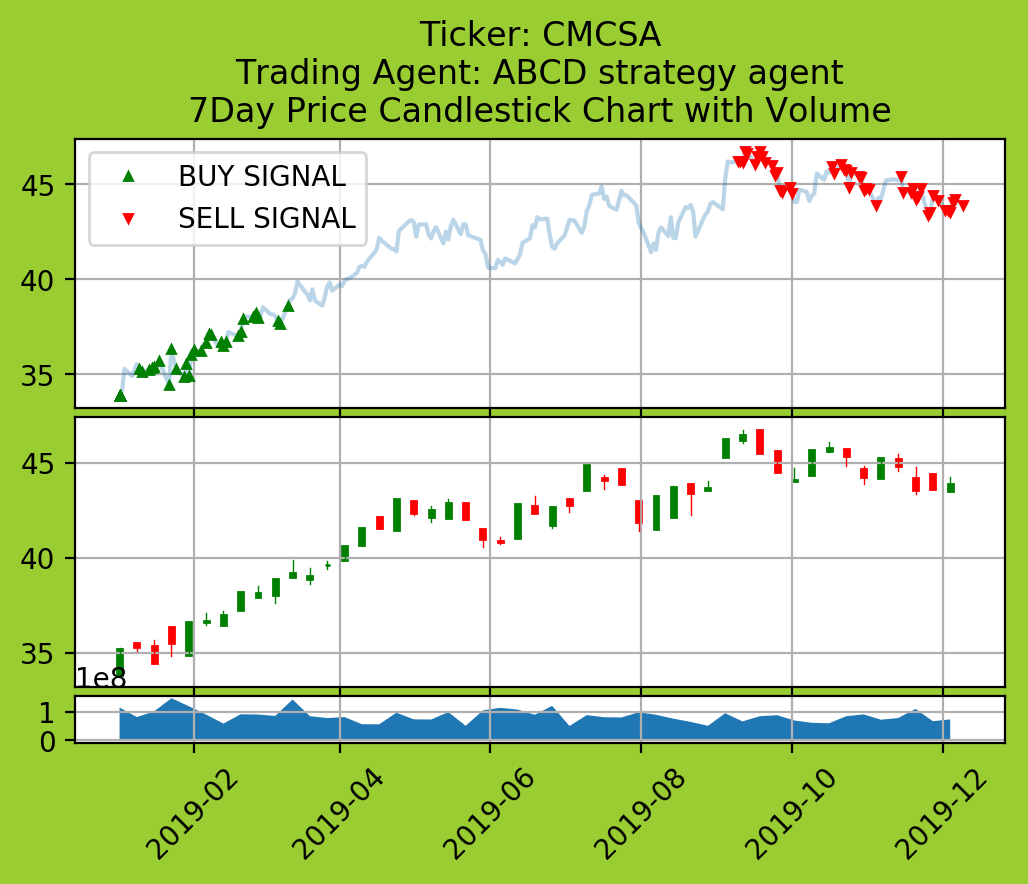 Ticker: CMCSA
Trading Agent: ABCD strategy agent
7Day Price Candlestick Chart with Volume
BUY SIGNAL
SELL SIGNAL
45
40
35
45
40
35
1e8
1
0
2019-02
2019-04
2019-06
2019-08
2019-10
2019-12